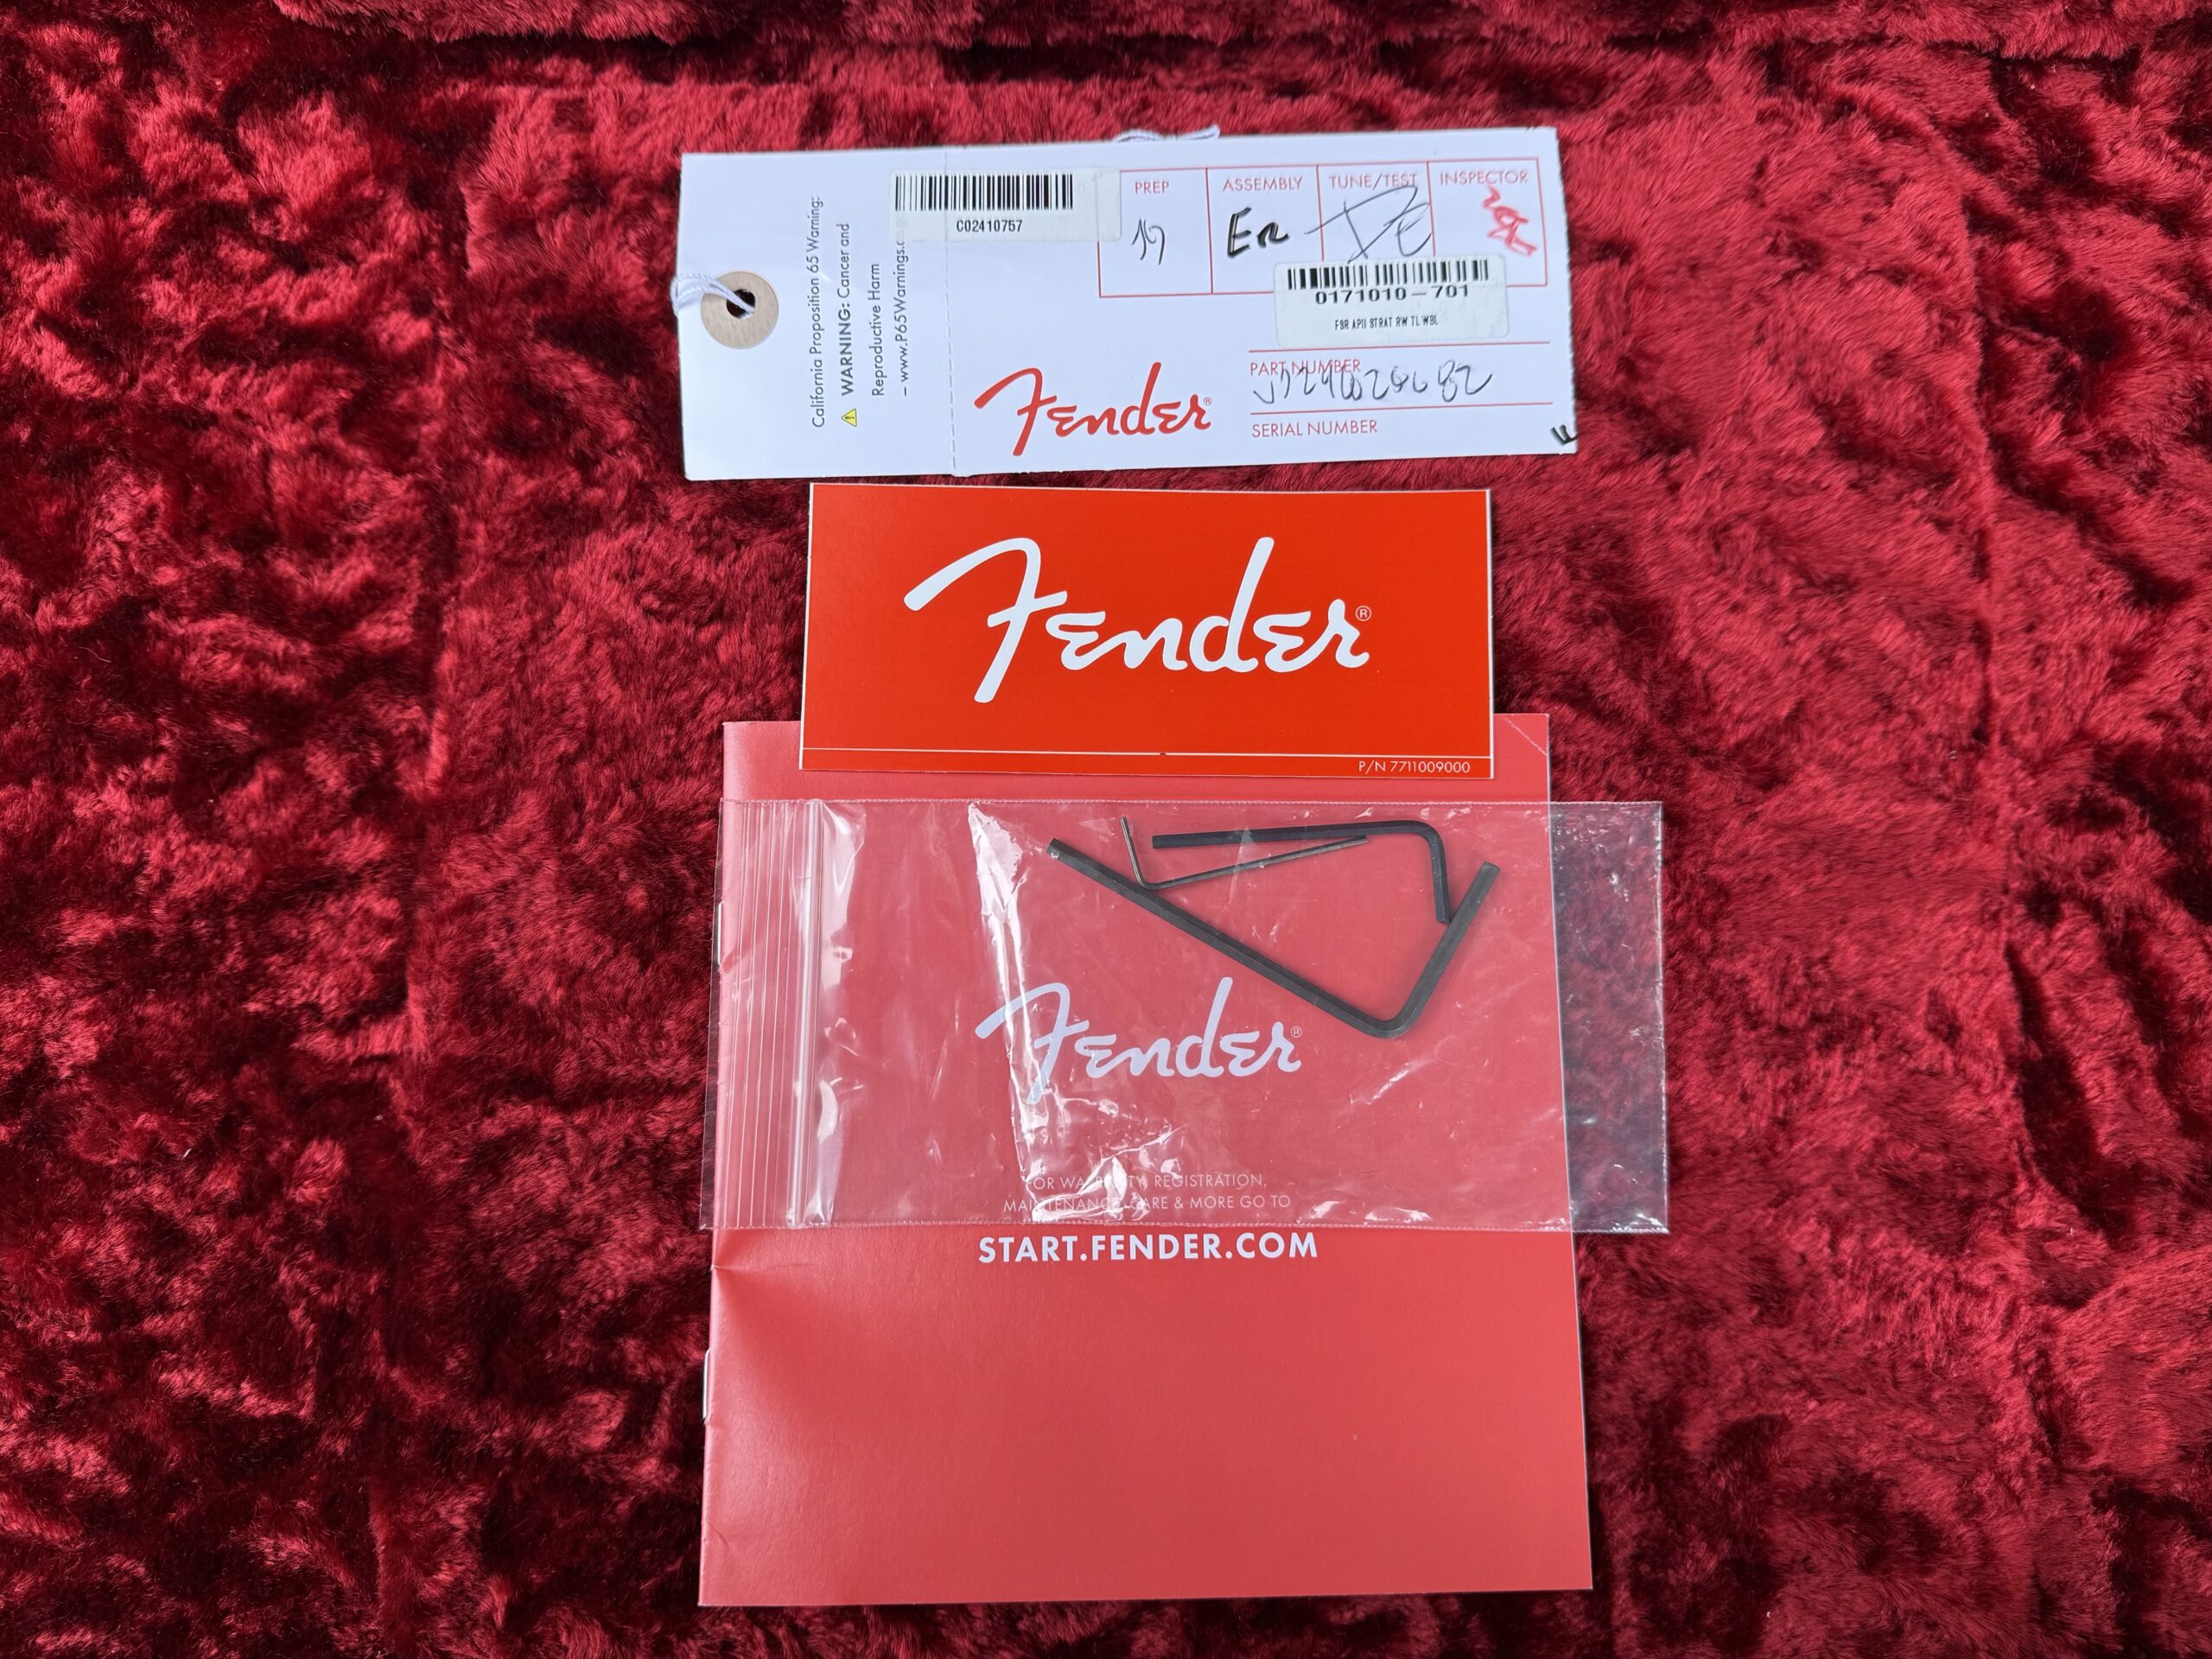 California Proposition 65 Warning:
⚠ WARNING: Cancer and
Reproductive Harm
– www.P65Warnings.c
C02410757
PREP
ASSEMBLY
TUNE/TEST
INSPECTOR
ER
0171010-701
FSR APII STRAT RW TL WBL
PART NUMBER
SERIAL NUMBER
Fender®
Fender®
P/N 7711009000
Fender®
FOR WARRANTY REGISTRATION,
MAINTENANCE, CARE & MORE GO TO
START.FENDER.COM